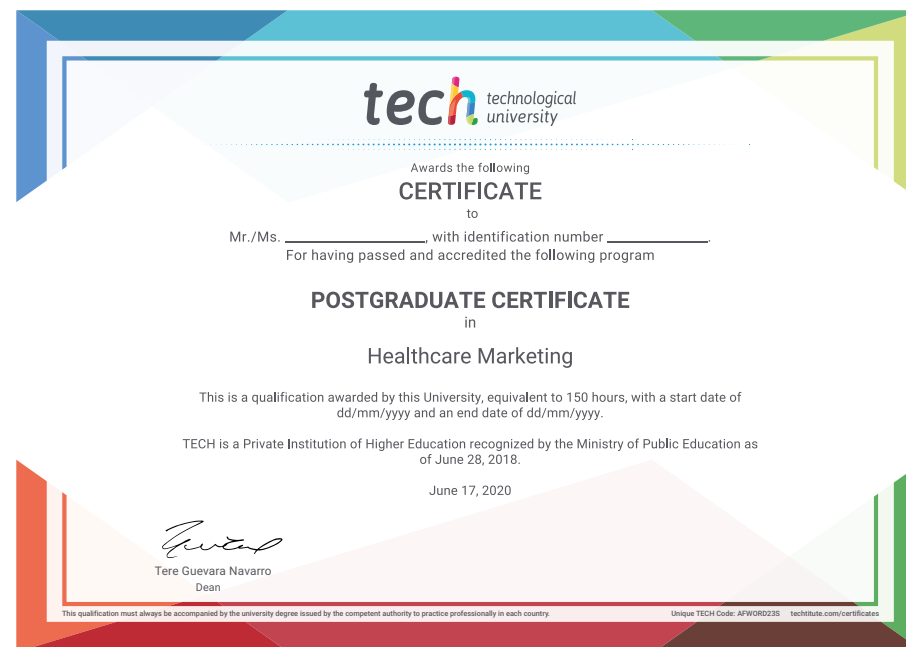 tech technological
university
Awards the following
CERTIFICATE
to
Mr./Ms. ____________________, with identification number ______________.
For having passed and accredited the following program
POSTGRADUATE CERTIFICATE
in
Healthcare Marketing
This is a qualification awarded by this University, equivalent to 150 hours, with a start date of
dd/mm/yyyy and an end date of dd/mm/yyyy.
TECH is a Private Institution of Higher Education recognized by the Ministry of Public Education as
of June 28, 2018.
June 17, 2020
Tere Guevara Navarro
Dean
This qualification must always be accompanied by the university degree issued by the competent authority to practice professionally in each country. Unique TECH Code: AFWORD23S techtitute.com/certificates